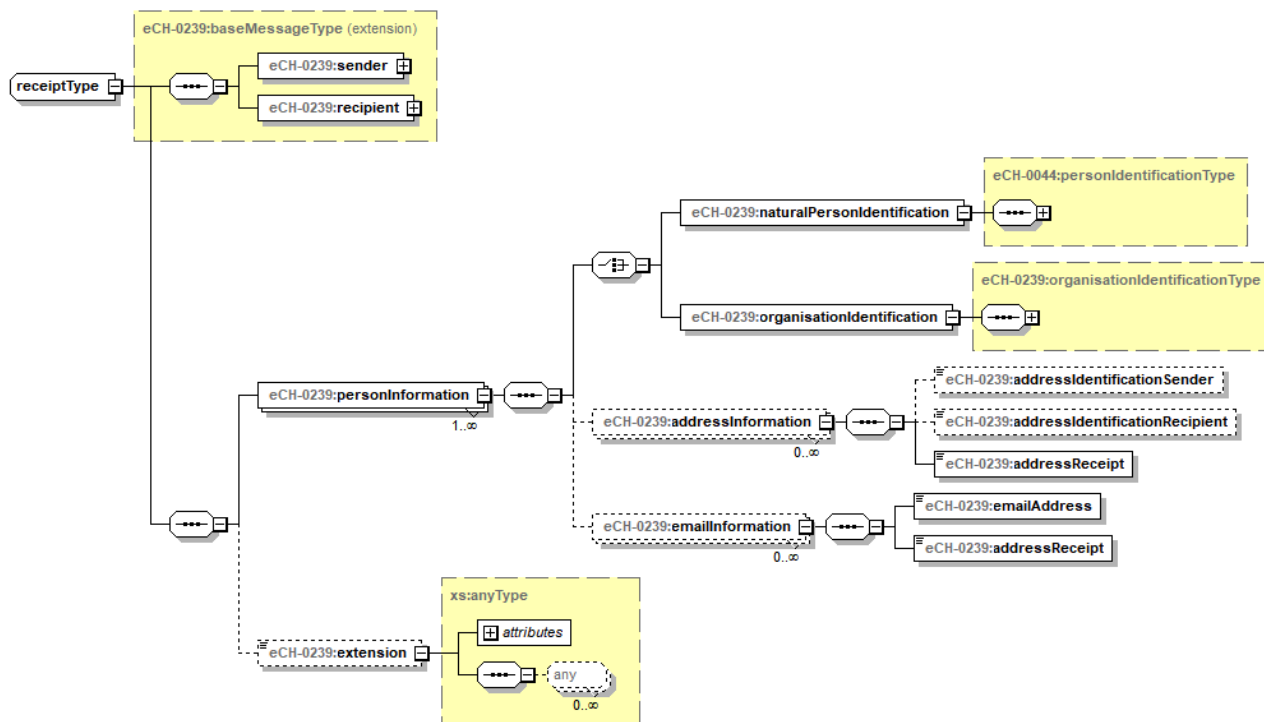 eCH-0239:baseMessageType (extension)
eCH-0239:sender
receiptType
eCH-0239:recipient
eCH-0044:personIdentificationType
eCH-0239:naturalPersonIdentification
eCH-0239:organisationIdentificationType
eCH-0239:organisationIdentification
eCH-0239:addressIdentificationSender
eCH-0239:personInformation
1..∞
eCH-0239:addressInformation
0..∞
eCH-0239:addressIdentificationRecipient
eCH-0239:addressReceipt
eCH-0239:emailInformation
0..∞
eCH-0239:emailAddress
eCH-0239:addressReceipt
xs:anyType
attributes
eCH-0239:extension
any
0..∞